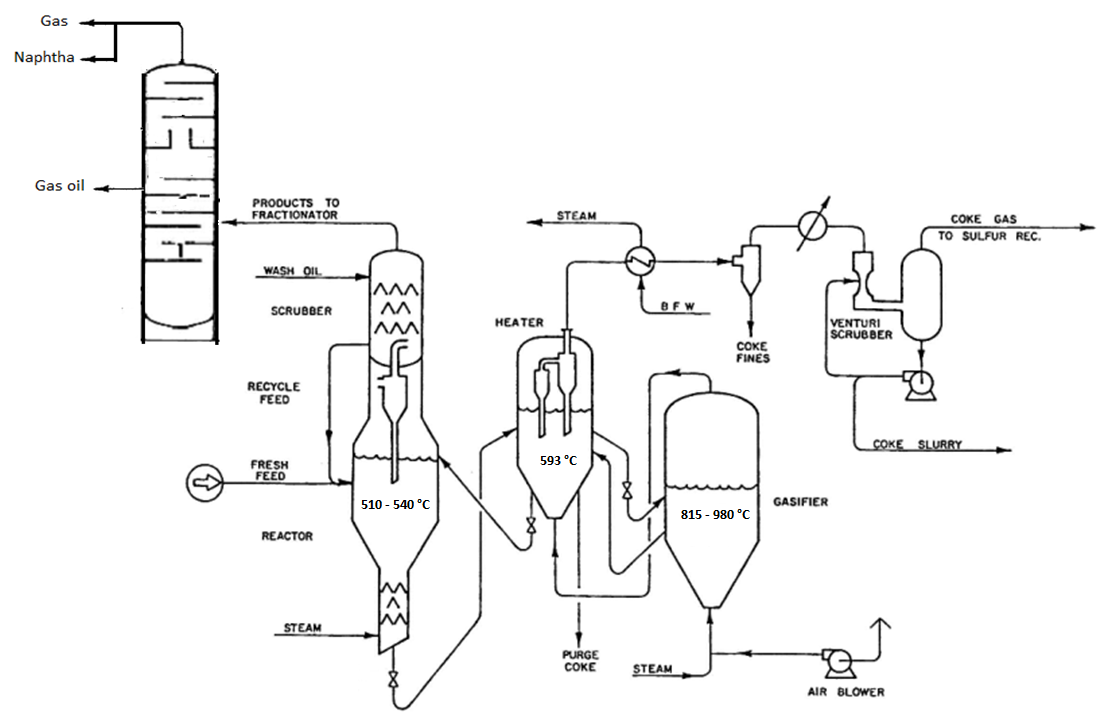 Gas
Naphtha
Gas oil
PRODUCTS TO
FRACTIONATOR
WASH OIL
SCRUBBER
RECYCLE
FEED
FRESH
FEED
510 - 540 °C
REACTOR
STEAM
HEATER
593 °C
STEAM
B F W
COKE
FINES
VENTURI
SCRUBBER
COKE GAS
TO SULFUR REC.
COKE SLURRY
815 - 980 °C
GASIFIER
PURGE
COKE
STEAM
AIR BLOWER